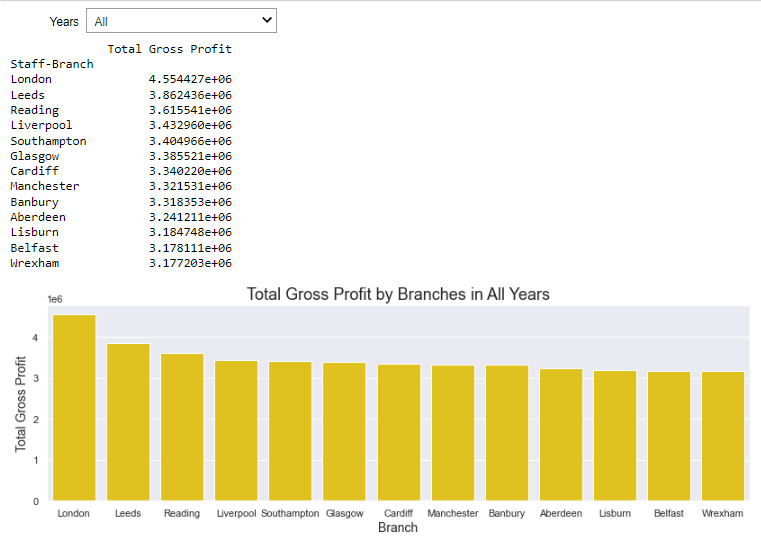 Years All
Total Gross Profit
Staff-Branch
London 4.554427e+06
Leeds 3.862436e+06
Reading 3.615541e+06
Liverpool 3.432960e+06
Southampton 3.404966e+06
Glasgow 3.385521e+06
Cardiff 3.340220e+06
Manchester 3.321531e+06
Banbury 3.318353e+06
Aberdeen 3.241211e+06
Lisburn 3.184748e+06
Belfast 3.178111e+06
Wrexham 3.177203e+06
Total Gross Profit by Branches in All Years
1e6
4
3
2
1
0
Total Gross Profit
London Leeds Reading Liverpool Southampton Glasgow Cardiff Manchester Banbury Aberdeen Lisburn Belfast Wrexham
Branch